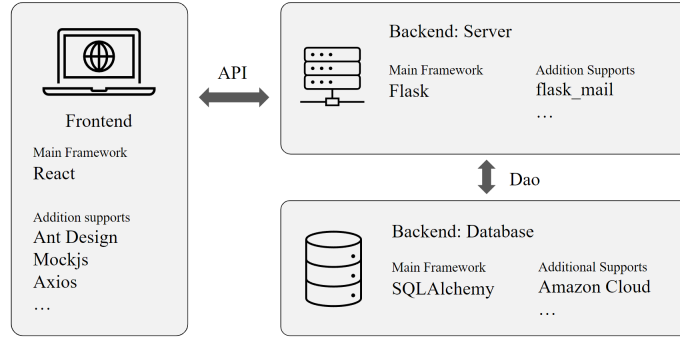 Frontend
Main Framework
React
Addition supports
Ant Design
Mockjs
Axios
…
API
Backend: Server
Main Framework
Flask
Addition Supports
flask_mail
…
Dao
Backend: Database
Main Framework
SQLAlchemy
Additional Supports
Amazon Cloud
…